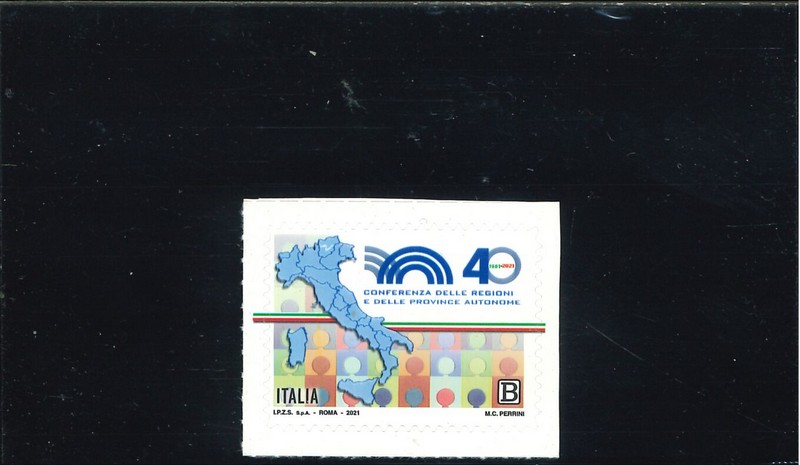 40
1981•2021
CONFERENZA DELLE REGIONI
E DELLE PROVINCE AUTONOME
ITALIA
B
I.P.Z.S. S.p.A. - ROMA - 2021
M.C. PERRINI